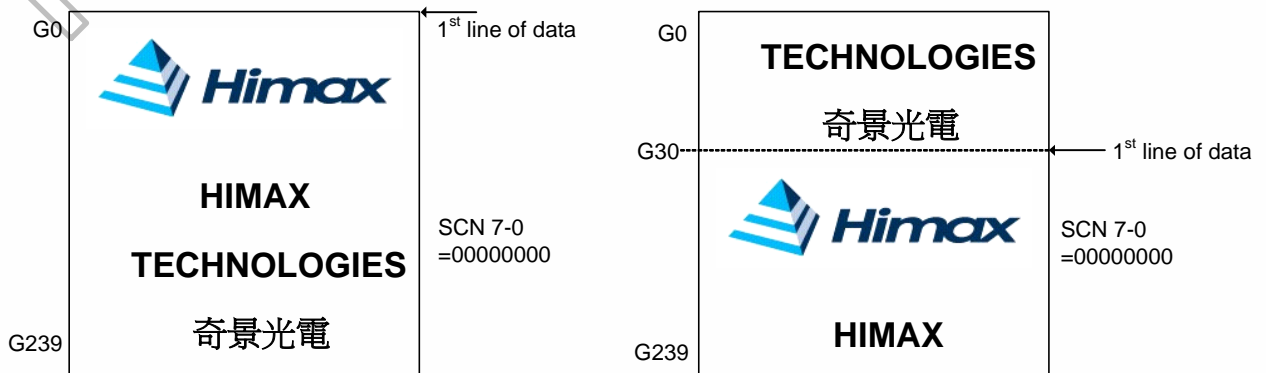 G0
1st line of data
Himax
HIMAX
SCN 7-0
=00000000
TECHNOLOGIES
奇景光電
G239
G0
TECHNOLOGIES
奇景光電
G30
1st line of data
Himax
SCN 7-0
=00000000
HIMAX
G239